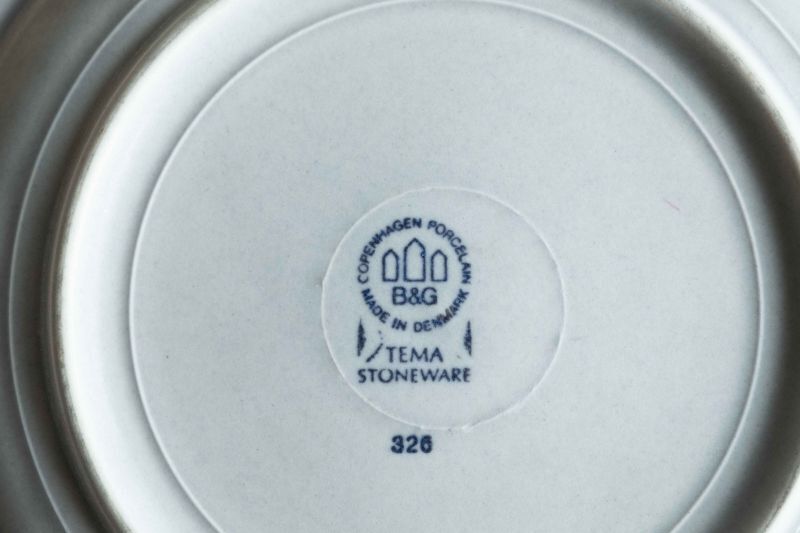 COPENHAGEN PORCELAIN
B&G
MADE IN DENMARK
TEMA
STONEWARE
326